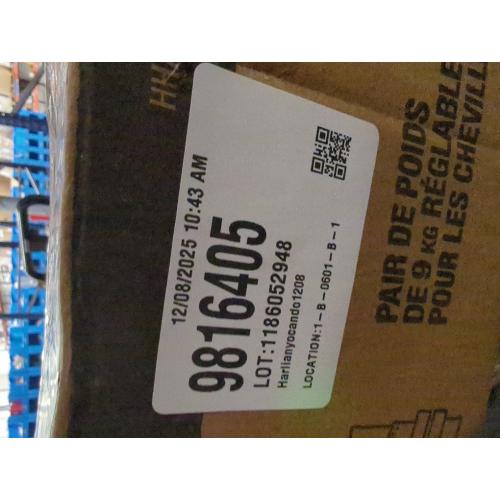 12/08/2025 10:43 AM
9816405
LOT:1186052948
Harlianyocando1208
LOCATION:1-B-0601-B-1
PAIR DE POIDS
DE 9 KG RÉGLABLE
POUR LES CHEVILL